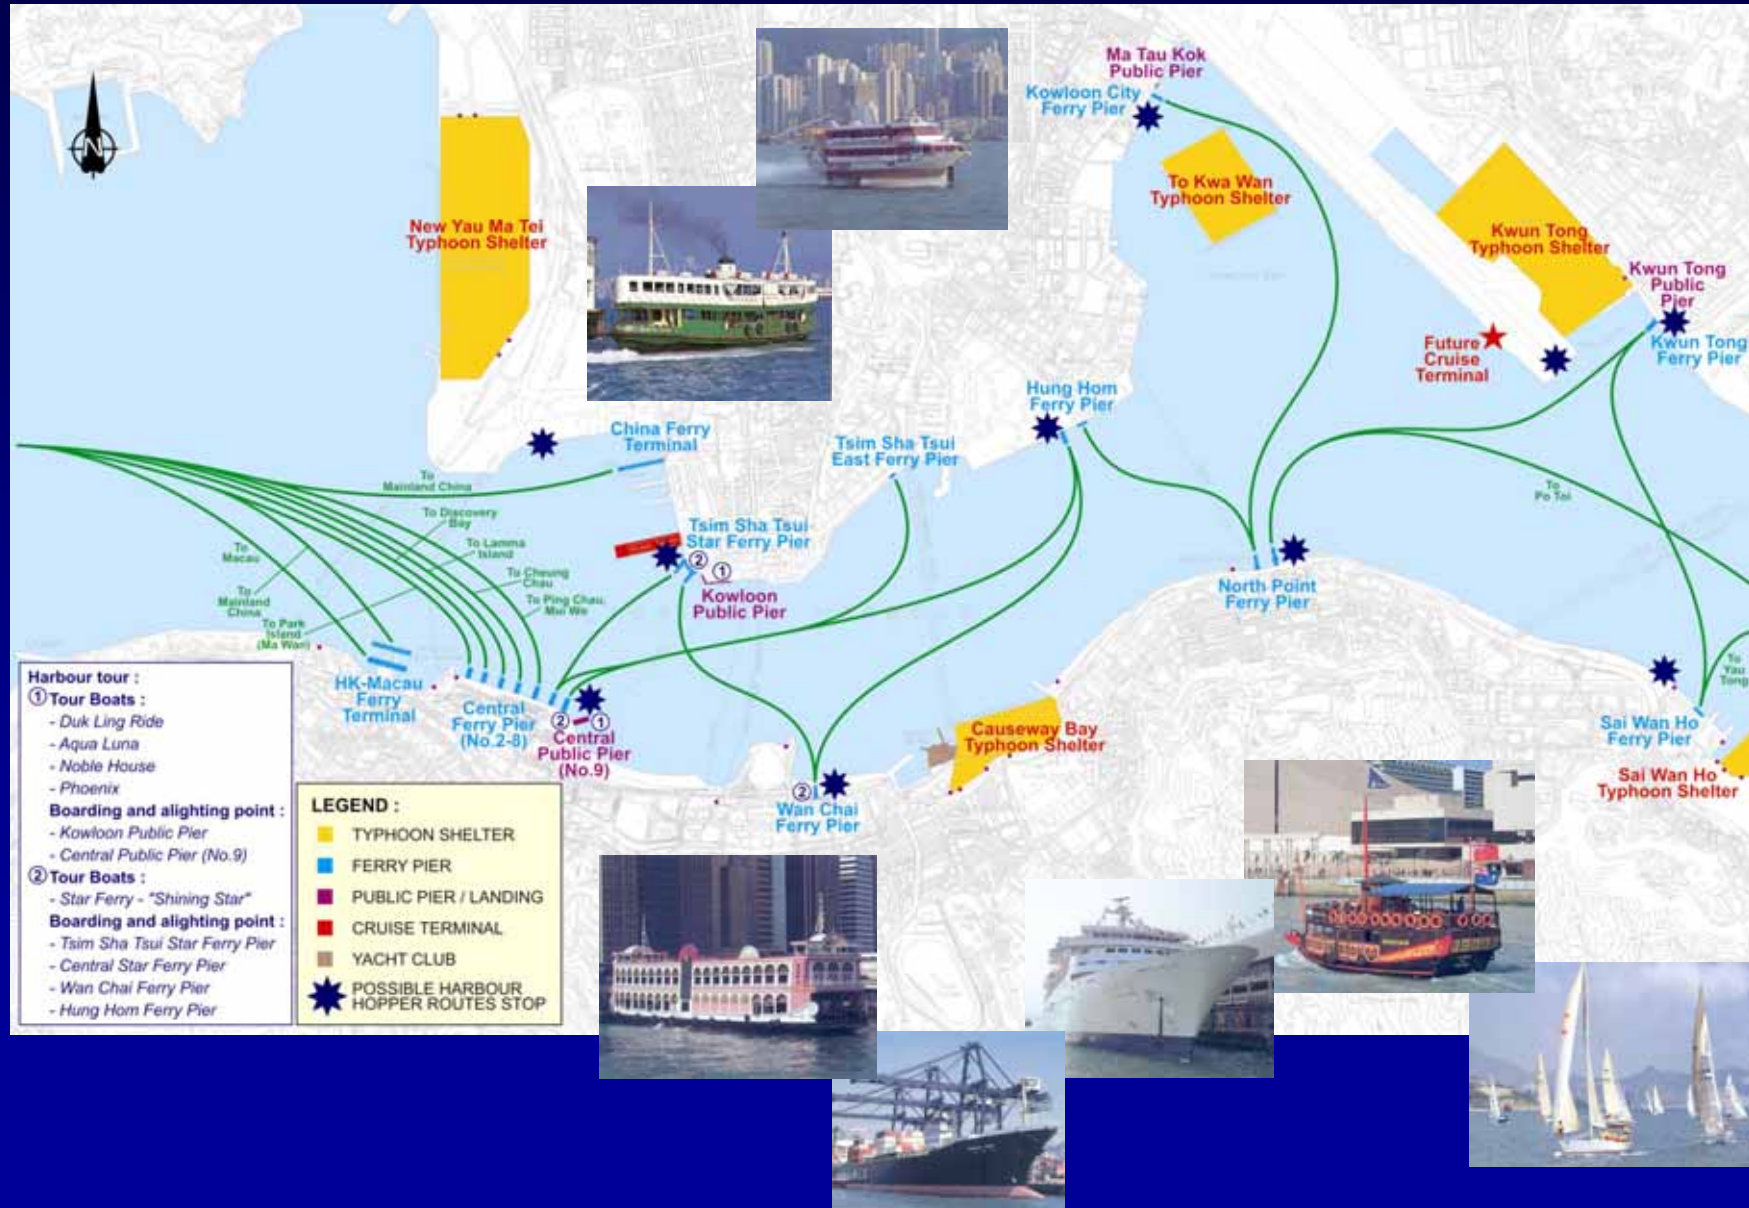 Ma Tau Kok
Public Pier
Kowloon City
Ferry Pier
N
To Kwa Wan
Typhoon Shelter
New Yau Ma Tei
Typhoon Shelter
Kwun Tong
Typhoon Shelter
Kwun Tong
Public
Pier
Future
Cruise
Terminal
Kwun Tong
Ferry Pier
Hung Hom
Ferry Pier
China Ferry
Terminal
Tsim Sha Tsui
East Ferry Pier
To
Mainland China
To
Po Toi
To Discovery
Bay
Tsim Sha Tsui
Star Ferry Pier
To
Macau
To Lamma
Island
2
1
To Cheung
Chau
Kowloon
Public Pier
North Point
Ferry Pier
To
Mainland
China
To Ping Chau,
Mui Wo
To Park
Island
(Ma Wan)
To
Yau
Tong
HK-Macau
Ferry
Terminal
Central
Ferry Pier
(No.2-8)
2
1
Central
Public Pier
(No.9)
Causeway Bay
Typhoon Shelter
Sai Wan Ho
Ferry Pier
Sai Wan Ho
Typhoon Shelter
2
Wan Chai
Ferry Pier
Harbour tour :
1 Tour Boats :
- Duk Ling Ride
- Aqua Luna
- Noble House
- Phoenix
Boarding and alighting point :
- Kowloon Public Pier
- Central Public Pier (No.9)
2 Tour Boats :
- Star Ferry - "Shining Star"
Boarding and alighting point :
- Tsim Sha Tsui Star Ferry Pier
- Central Star Ferry Pier
- Wan Chai Ferry Pier
- Hung Hom Ferry Pier
LEGEND :
TYPHOON SHELTER
FERRY PIER
PUBLIC PIER / LANDING
CRUISE TERMINAL
YACHT CLUB
POSSIBLE HARBOUR
HOPPER ROUTES STOP